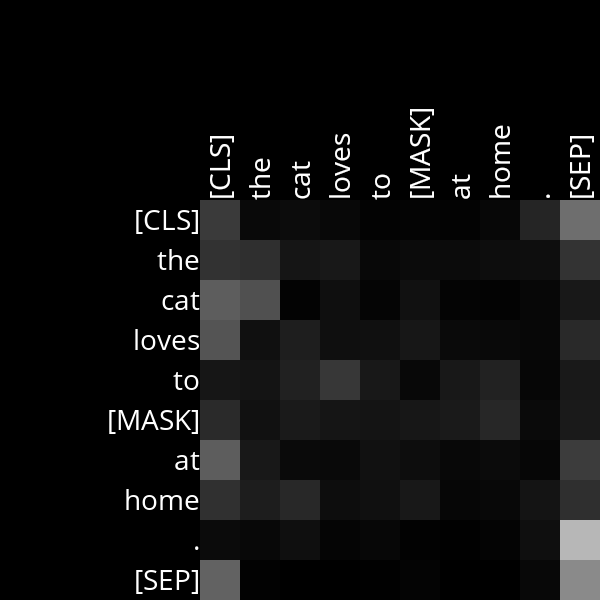 [CLS] the cat loves to [MASK] at home . [SEP]
[CLS]
the
cat
loves
to
[MASK]
at
home
.
[SEP]